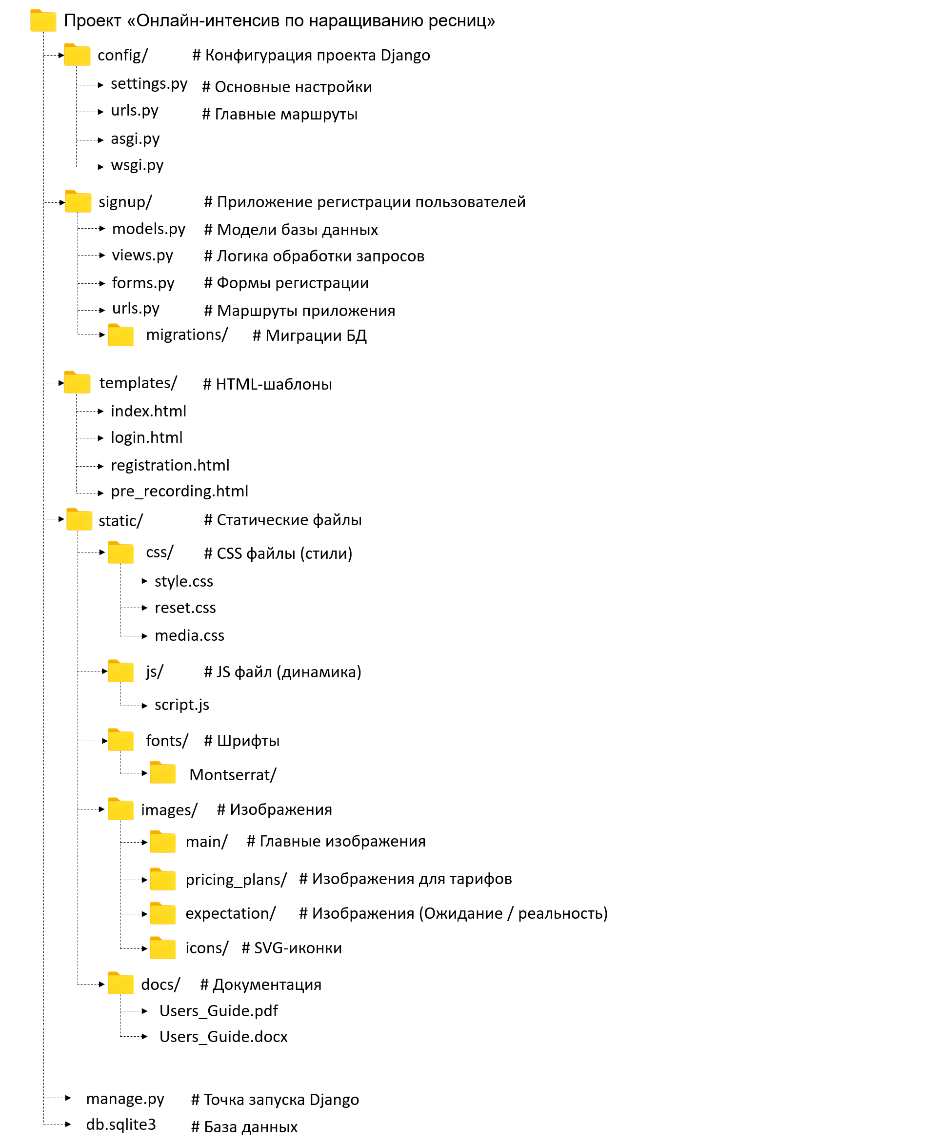 Проект «Онлайн-интенсив по наращиванию ресниц»
config/ # Конфигурация проекта Django
settings.py # Основные настройки
urls.py # Главные маршруты
asgi.py
wsgi.py
signup/ # Приложение регистрации пользователей
models.py # Модели базы данных
views.py # Логика обработки запросов
forms.py # Формы регистрации
urls.py # Маршруты приложения
migrations/ # Миграции БД
templates/ # HTML-шаблоны
index.html
login.html
registration.html
pre_recording.html
static/ # Статические файлы
css/ # CSS файлы (стили)
style.css
reset.css
media.css
js/ # JS файл (динамика)
script.js
fonts/ # Шрифты
Montserrat/
images/ # Изображения
main/ # Главные изображения
pricing_plans/ # Изображения для тарифов
expectation/ # Изображения (Ожидание / реальность)
icons/ # SVG-иконки
docs/ # Документация
Users_Guide.pdf
Users_Guide.docx
manage.py # Точка запуска Django
db.sqlite3 # База данных